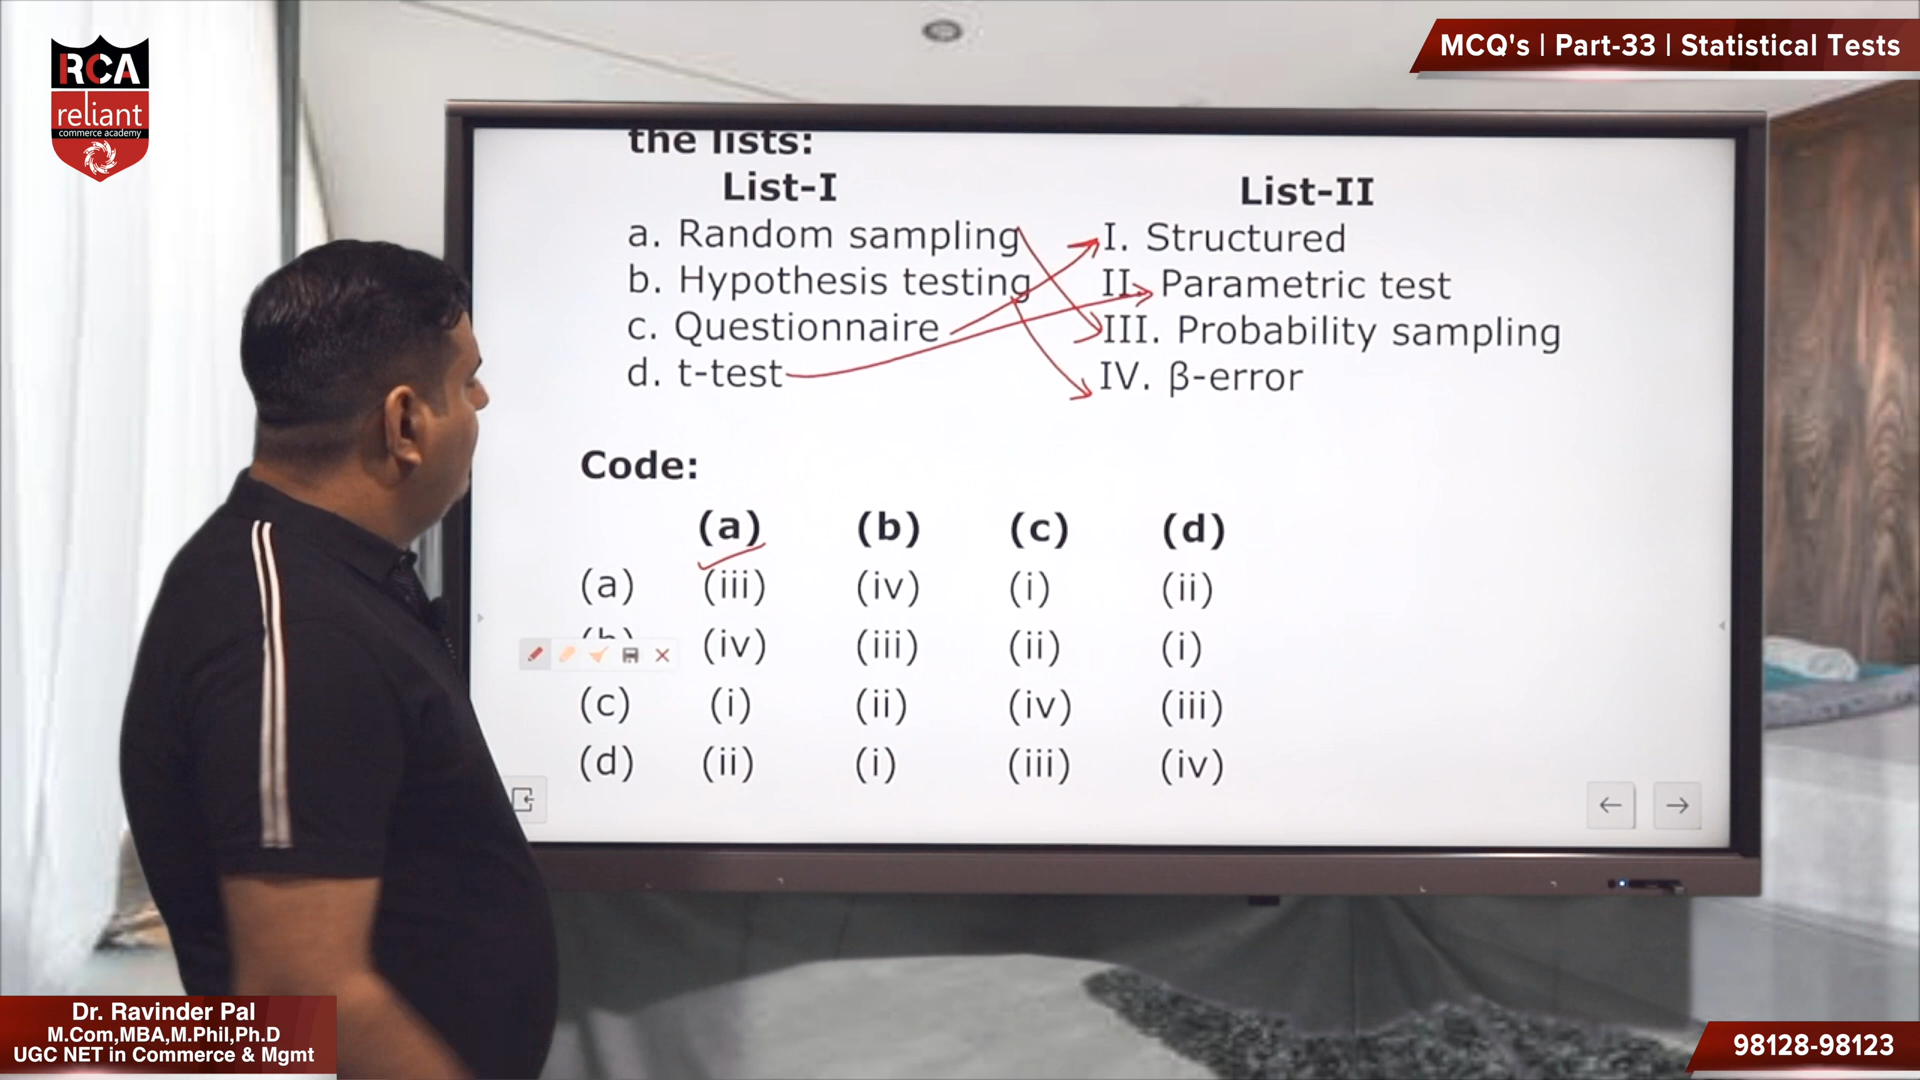 RCA
reliant
commerce academy
MCQ's | Part-33 | Statistical Tests
the lists:
List-I List-II
a. Random sampling I. Structured
b. Hypothesis testing II. Parametric test
c. Questionnaire III. Probability sampling
d. t-test IV. β-error
Code:
(a) (b) (c) (d)
(a) (iii) (iv) (i) (ii)
(iv) (iii) (ii) (i)
(c) (i) (ii) (iv) (iii)
(d) (ii) (i) (iii) (iv)
Dr. Ravinder Pal
M.Com,MBA,M.Phil,Ph.D
UGC NET in Commerce & Mgmt
98128-98123